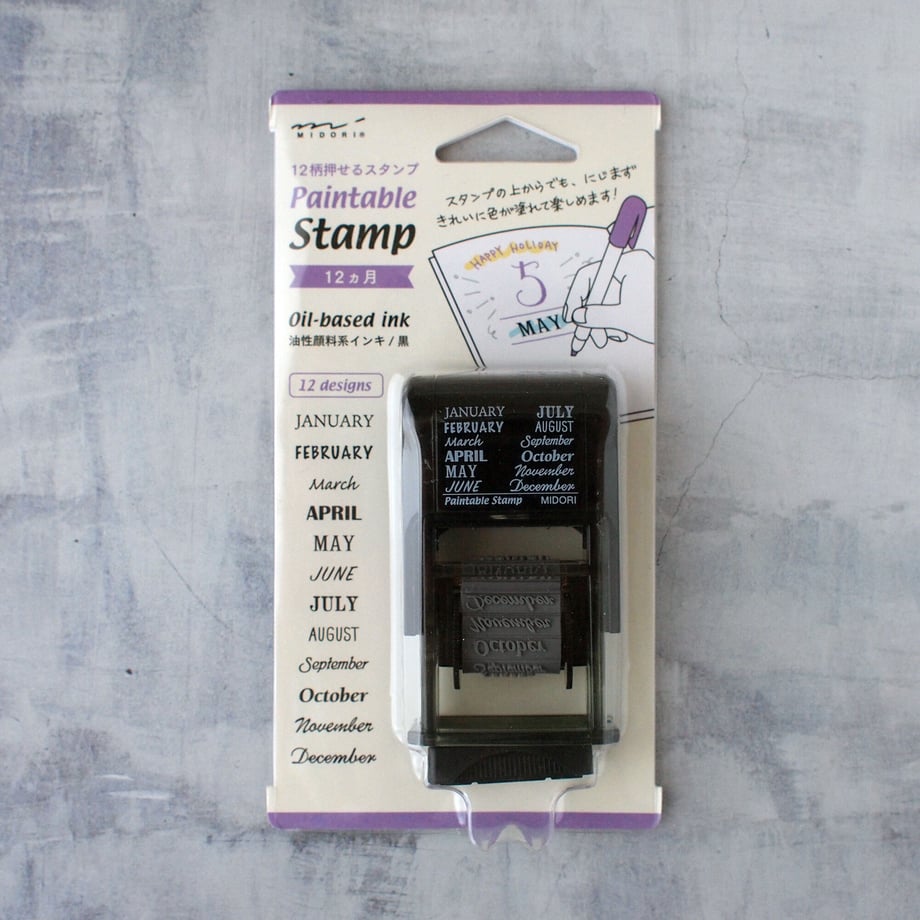 MIDORI®
12柄押せるスタンプ
Paintable
Stamp
12ヵ月
Oil-based ink
油性顔料系インキ / 黒
スタンプの上からでも、にじまず
きれいに色が塗れて楽しめます!
HAPPY HOLIDAY
5
MAY
12 designs
JANUARY
FEBRUARY
March
APRIL
MAY
JUNE
JULY
AUGUST
September
October
November
December
JANUARY JULY
FEBRUARY AUGUST
March September
APRIL October
MAY November
JUNE December
Paintable Stamp MIDORI
December
November
October
September